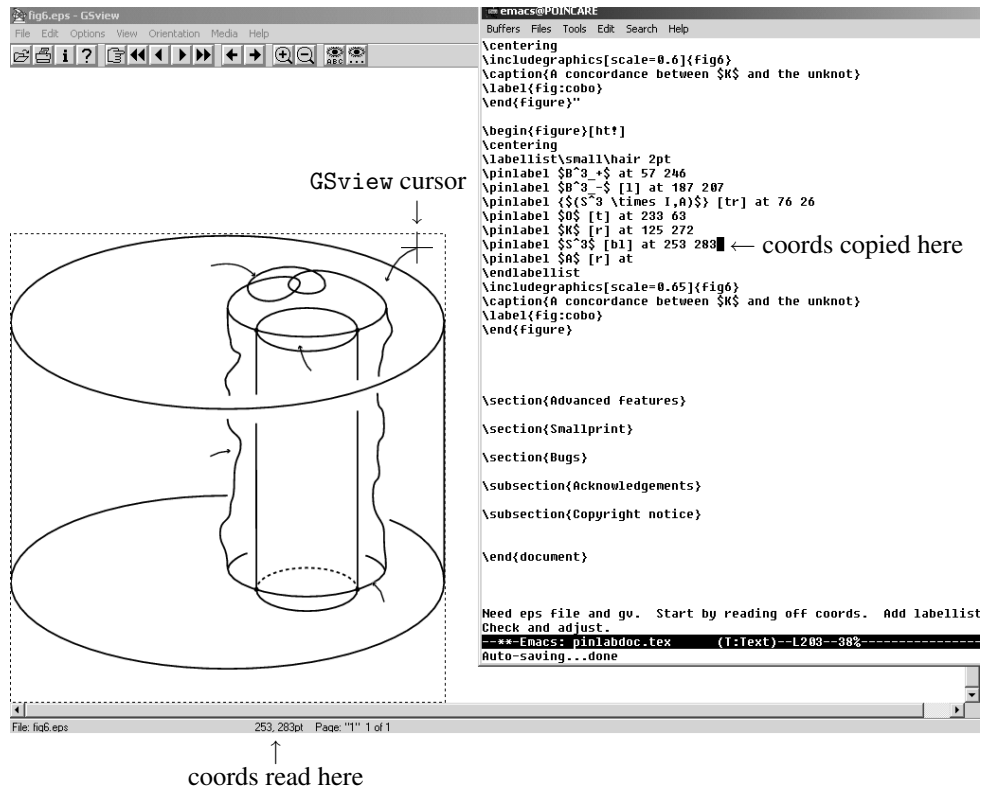 fig6.eps - GSview
File Edit Options View Orientation Media Help
ABC
GSview cursor
↓
File: fig6.eps 253, 283pt Page: "1" 1 of 1
↑
coords read here
emacs@POINCARE
Buffers Files Tools Edit Search Help
\centering
\includegraphics[scale=0.6]{fig6}
\caption{A concordance between $K$ and the unknot}
\label{fig:cobo}
\end{figure}"
\begin{figure}[ht!]
\centering
\labellist\small\hair 2pt
\pinlabel $B^3_+$ at 57 246
\pinlabel $B^3_-$ [l] at 187 207
\pinlabel {$(S^3 \times I,A)$} [tr] at 76 26
\pinlabel $O$ [t] at 233 63
\pinlabel $K$ [r] at 125 272
\pinlabel $S^3$ [bl] at 253 283 ← coords copied here
\pinlabel $A$ [r] at
\endlabellist
\includegraphics[scale=0.65]{fig6}
\caption{A concordance between $K$ and the unknot}
\label{fig:cobo}
\end{figure}
\section{Advanced features}
\section{Smallprint}
\section{Bugs}
\subsection{Acknowledgements}
\subsection{Copyright notice}
\end{document}
Need eps file and gv. Start by reading off coords. Add labellist
Check and adjust.
--**-Emacs: pinlabdoc.tex (T:Text)--L203--38%----------------
Auto-saving...done